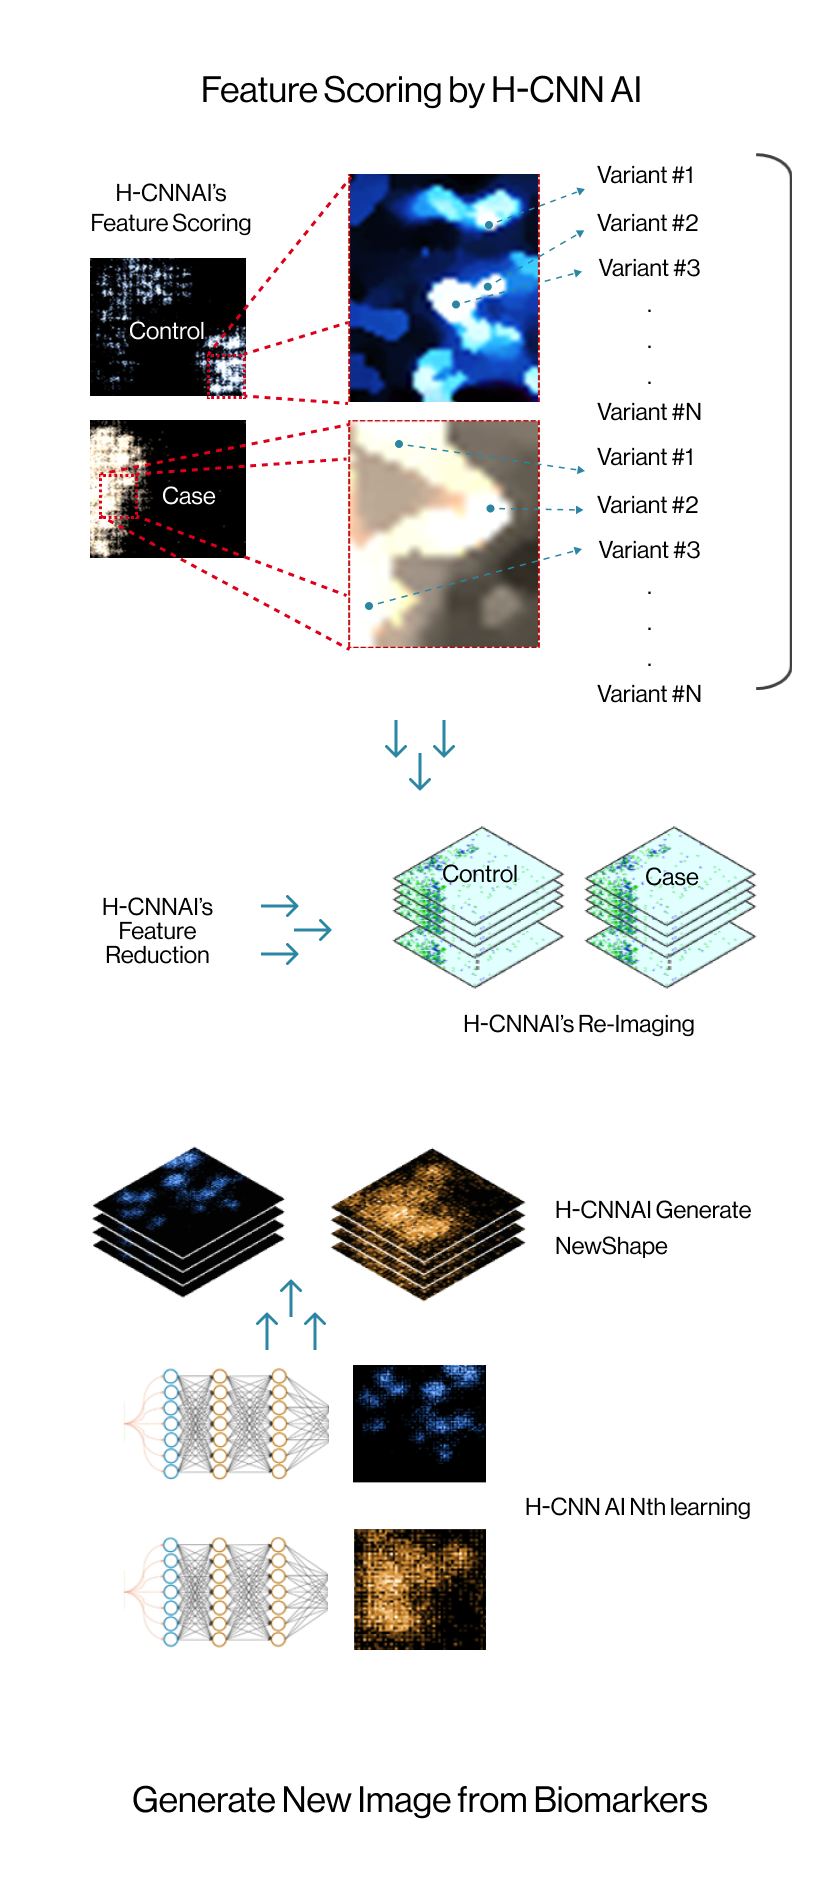 Feature Scoring by H-CNN AI
H-CNNAI's
Feature Scoring
Control
Variant #1
Variant #2
Variant #3
.
.
.
Variant #N
Case
Variant #1
Variant #2
Variant #3
.
.
.
Variant #N
H-CNNAI's
Feature
Reduction
Control
Case
H-CNNAI's Re-Imaging
H-CNNAI Generate
NewShape
H-CNN AI Nth learning
Generate New Image from Biomarkers